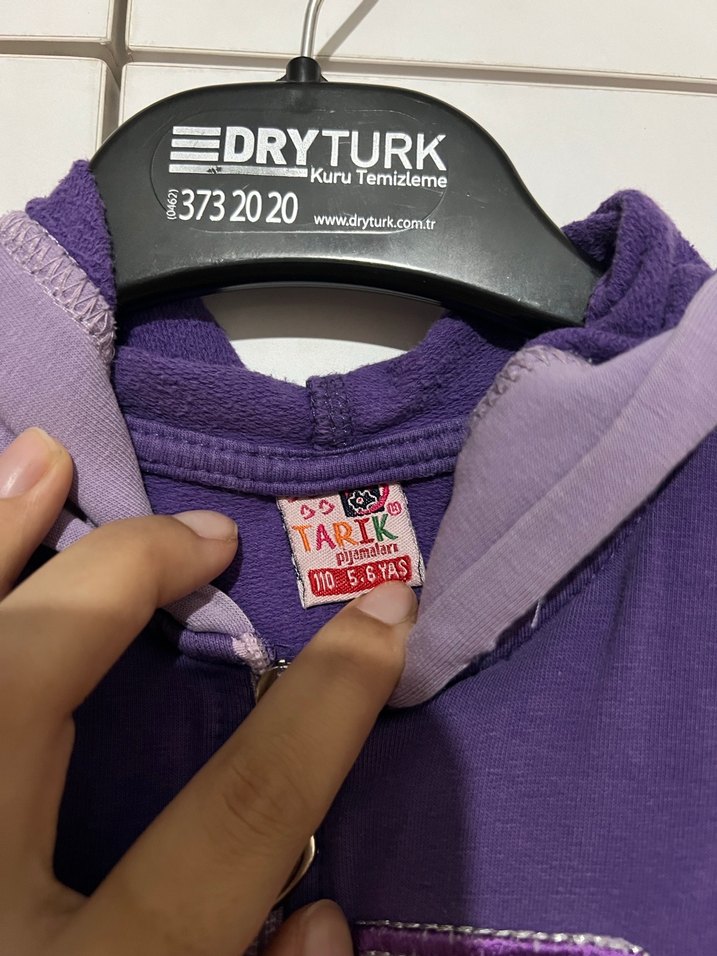 DRYTURK
Kuru Temizleme
(0462) 373 20 20 www.dryturk.com.tr
TARIK
pijamaları
110 5-6 YAŞ